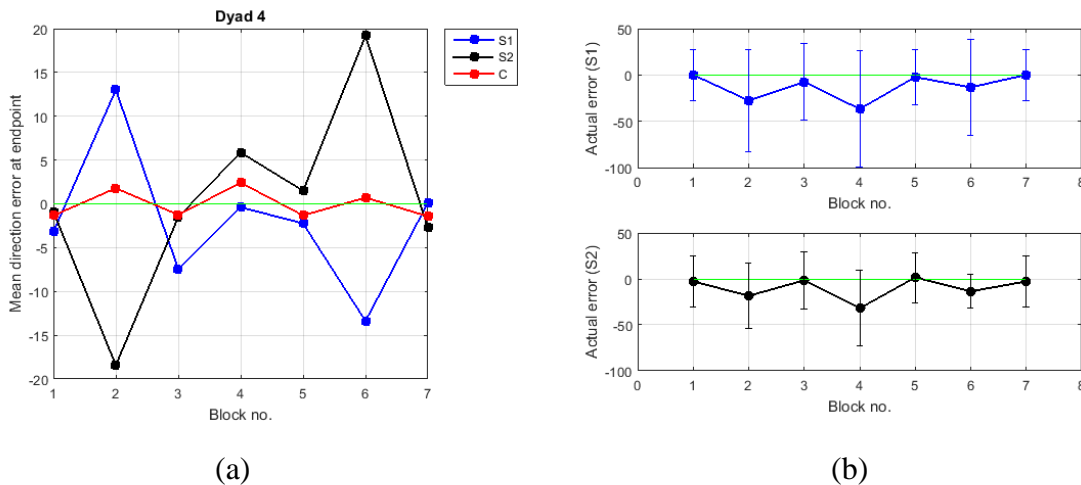 Dyad 4
Mean direction error at endpoint
20
15
10
5
0
-5
-10
-15
-20
1 2 3 4 5 6 7
Block no.
S1
S2
C
(a)
Actual error (S1)
50
0
-50
-100
0 1 2 3 4 5 6 7 8
Block no.
Actual error (S2)
50
0
-50
-100
0 1 2 3 4 5 6 7 8
Block no.
(b)